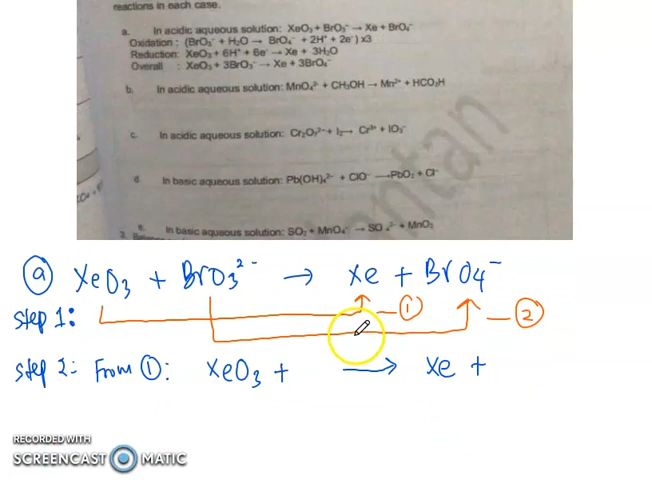 reactions in each case.
a. In acidic aqueous solution: XeO₃ + BrO₃⁻ → Xe + BrO₄⁻
Oxidation : (BrO₃⁻ + H₂O → BrO₄⁻ + 2H⁺ + 2e⁻) x3
Reduction: XeO₃ + 6H⁺ + 6e⁻ → Xe + 3H₂O
Overall : XeO₃ + 3BrO₃⁻ → Xe + 3BrO₄⁻
b. In acidic aqueous solution: MnO₄²⁻ + CH₃OH → Mn²⁺ + HCO₂H
c. In acidic aqueous solution: Cr₂O₇²⁻ + I₂ → Cr³⁺ + IO₃⁻
d. In basic aqueous solution: Pb(OH)₄²⁻ + ClO⁻ → PbO₂ + Cl⁻
e. In basic aqueous solution: SO₂ + MnO₄⁻ → SO₄²⁻ + MnO₂
ⓐ XeO₃ + BrO₃²⁻ → Xe + BrO₄⁻
Step 1: ① ②
Step 2: From ①: XeO₃ + → Xe +
RECORDED WITH
SCREENCAST MATIC